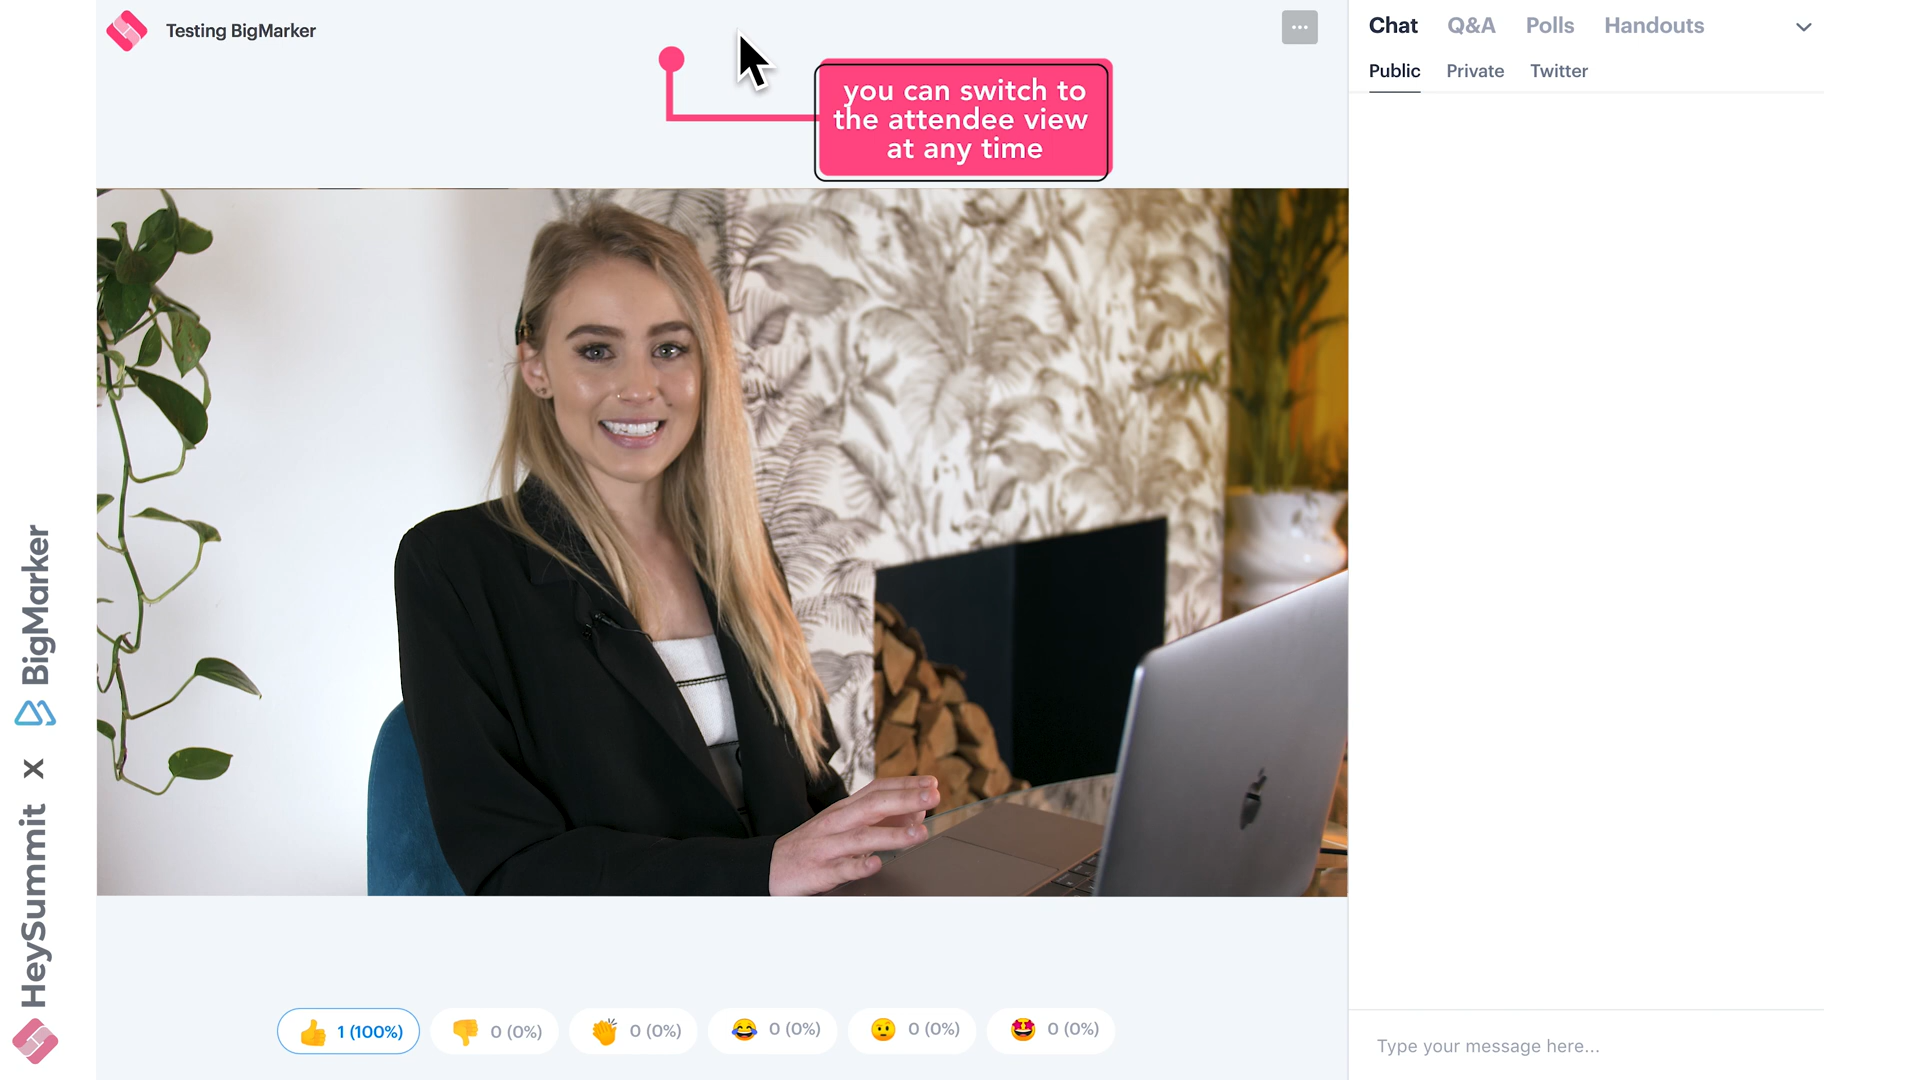 Testing BigMarker
...
you can switch to
the attendee view
at any time
Chat Q&A Polls Handouts
Public Private Twitter
HeySummit X BigMarker
👍 1 (100%) 👎 0 (0%) 👏 0 (0%) 😂 0 (0%) 🤨 0 (0%) 🤩 0 (0%)
Type your message here...